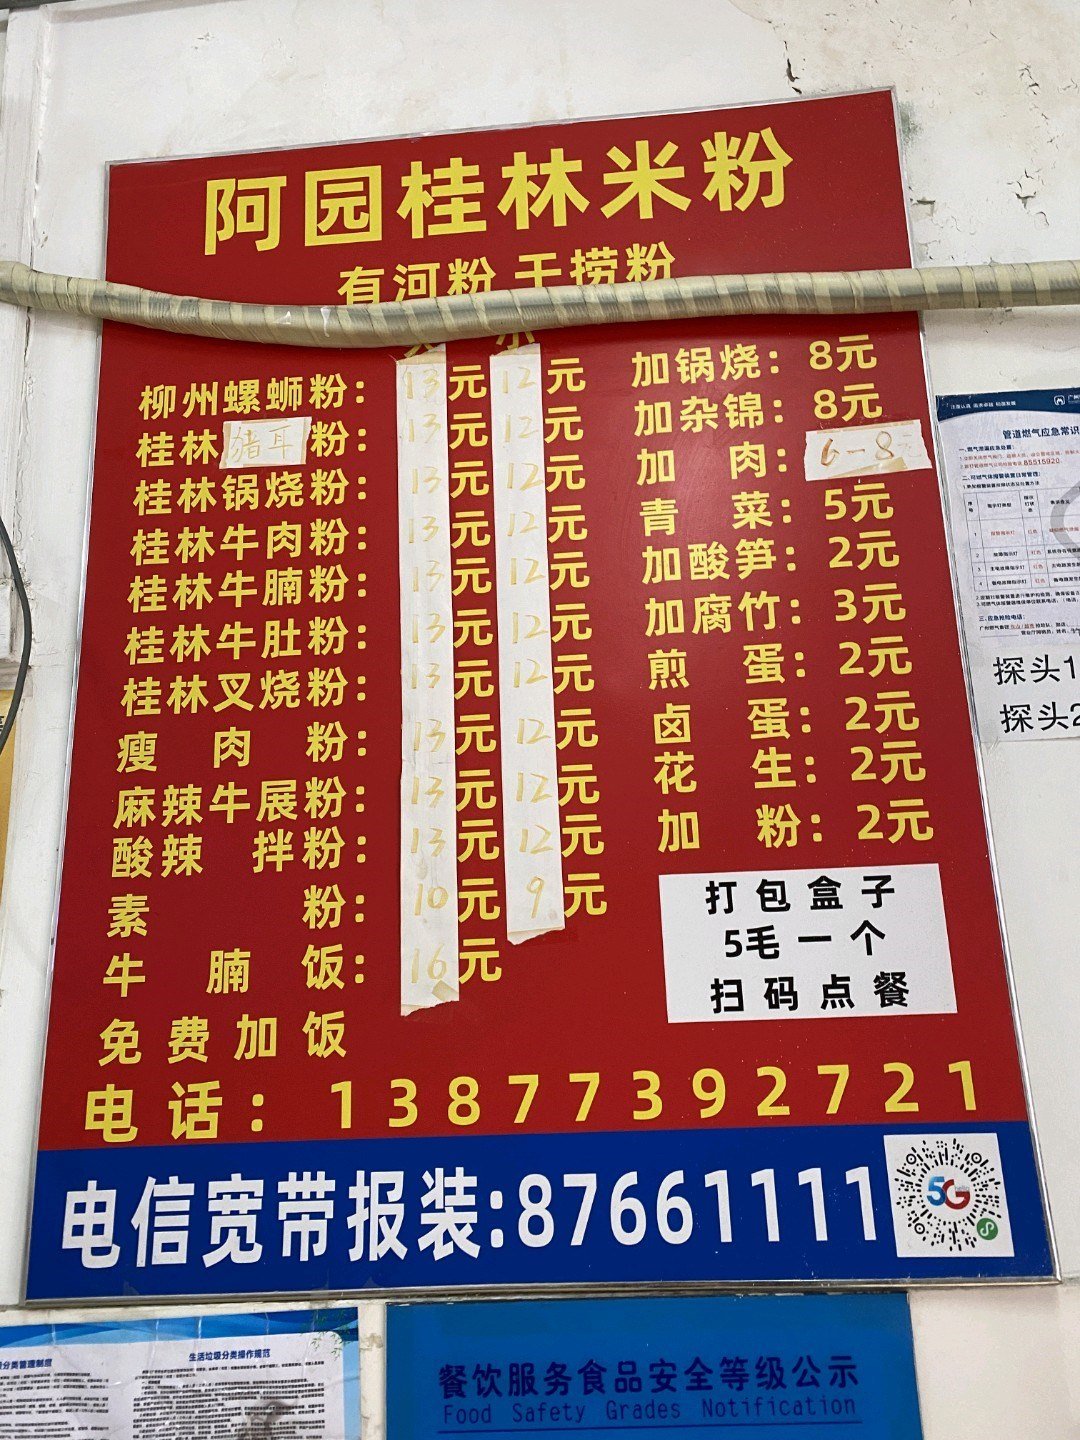 阿园桂林米粉
有河粉 干捞粉
大 小
柳州螺蛳粉：13元 12元
桂林猪耳粉：13元 12元
桂林锅烧粉：13元 12元
桂林牛肉粉：13元 12元
桂林牛腩粉：13元 12元
桂林牛肚粉：13元 12元
桂林叉烧粉：13元 12元
瘦肉粉：13元 12元
麻辣牛展粉：13元 12元
酸辣拌粉：13元 12元
素粉：10元 9元
牛腩饭：16元
免费加饭
加锅烧：8元
加杂锦：8元
加肉：6-8元
青菜：5元
加酸笋：2元
加腐竹：3元
煎蛋：2元
卤蛋：2元
花生：2元
加粉：2元
打包盒子
5毛一个
扫码点餐
电话：13877392721
电信宽带报装:87661111
5G
管道燃气应急常识
85515920
探头1
探头2
分类管理制度
生活垃圾分类操作规范
餐饮服务食品安全等级公示
Food Safety Grades Notification